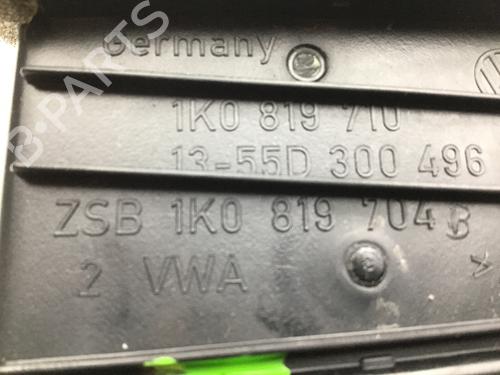 Germany
1K0 819 710
13-55D 300 496
ZSB 1K0 819 704 B
2 VWA
B-PARTS